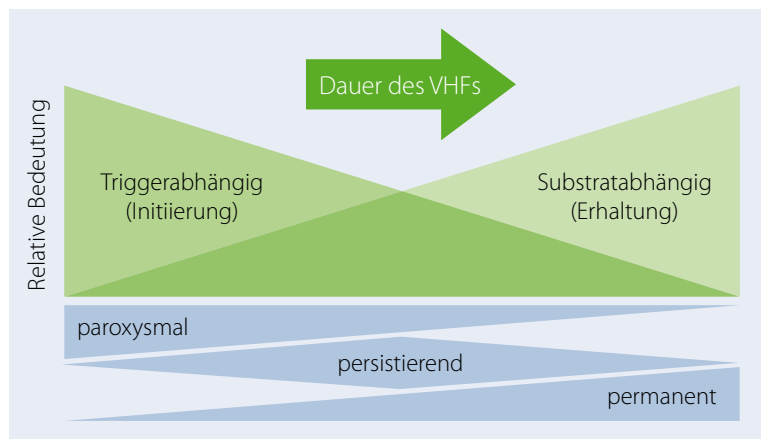 Dauer des VHFs
Relative Bedeutung
Triggerabhängig
(Initiierung)
Substratabhängig
(Erhaltung)
paroxysmal
persistierend
permanent